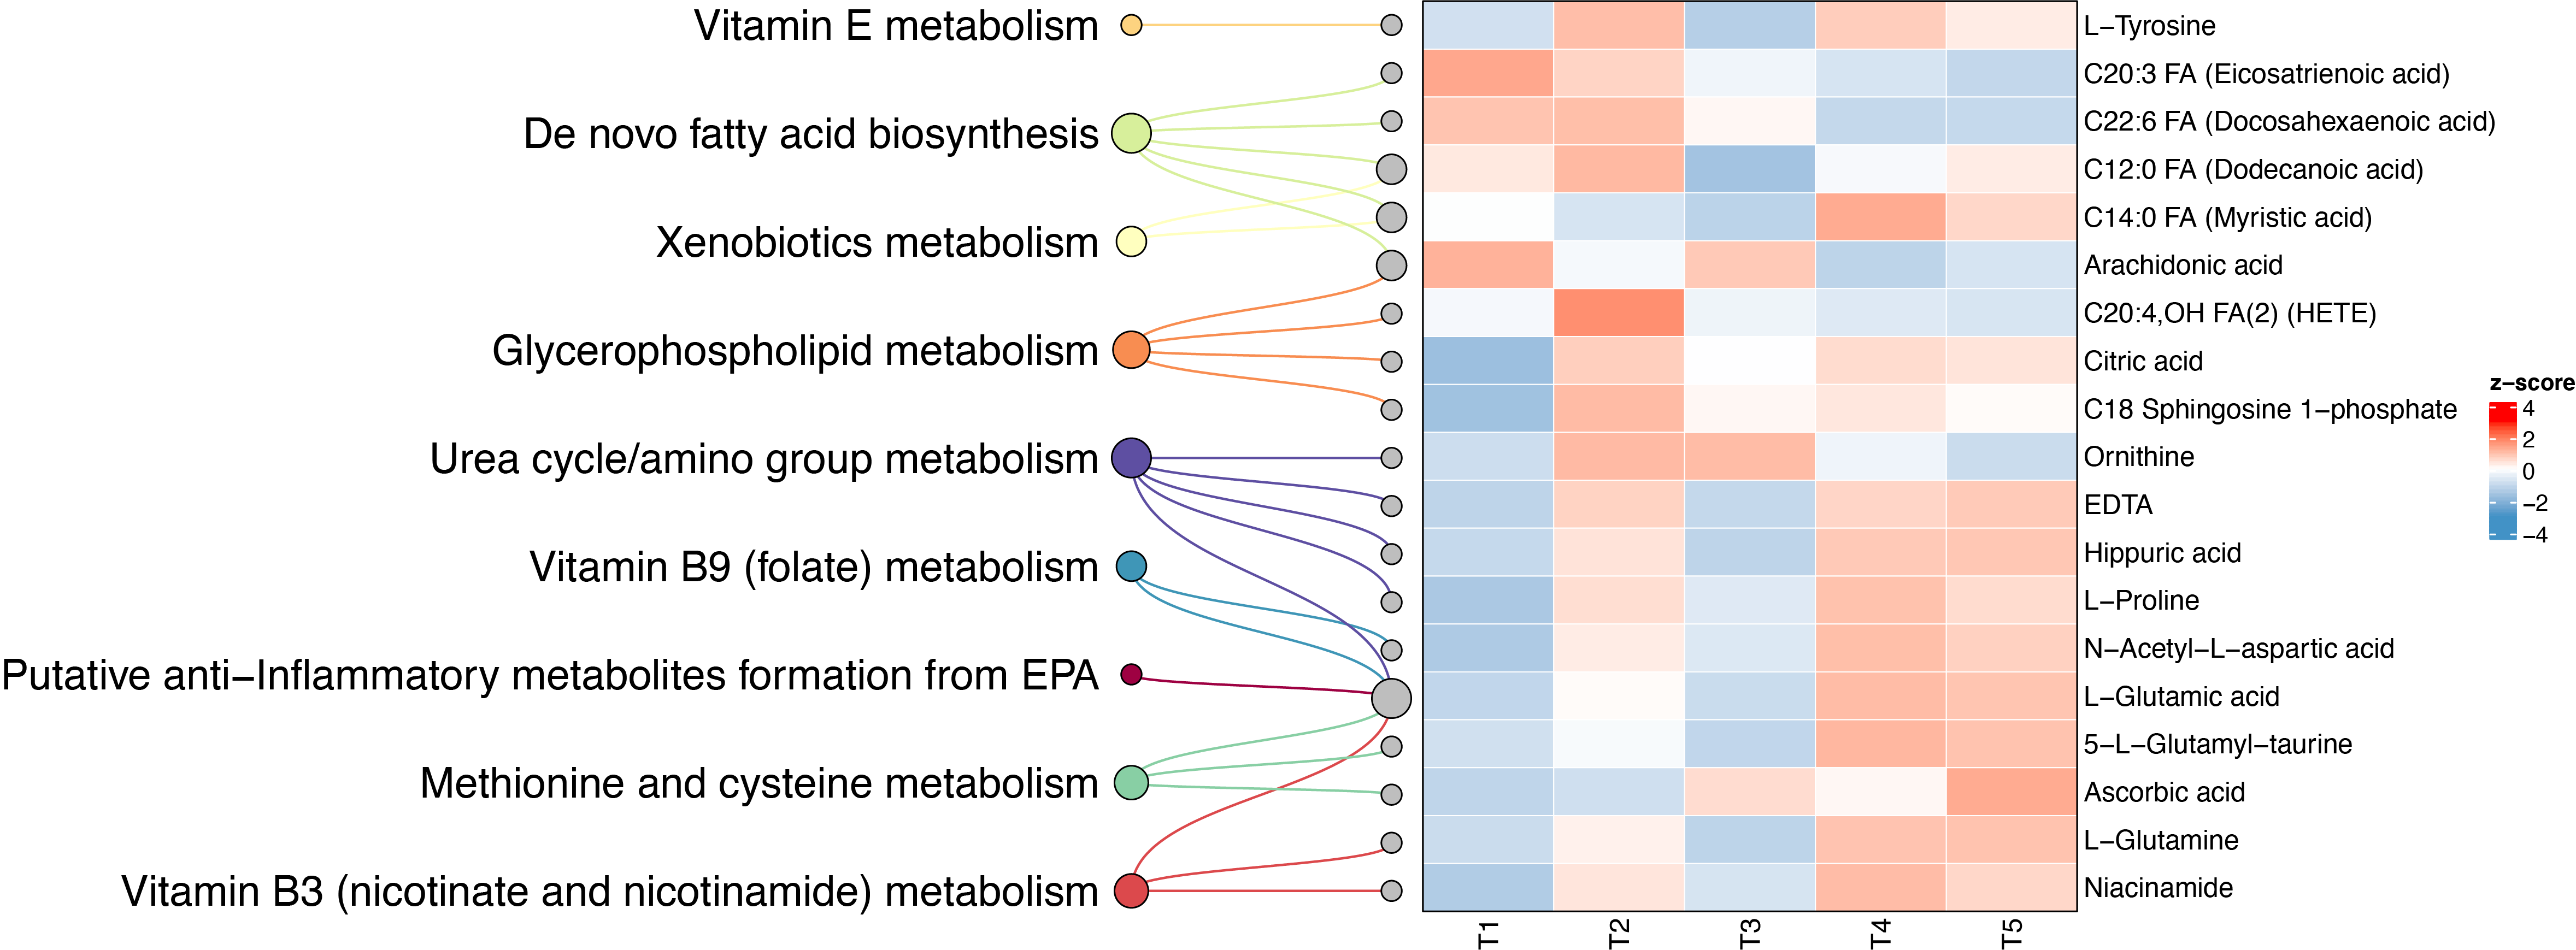 Vitamin E metabolism
De novo fatty acid biosynthesis
Xenobiotics metabolism
Glycerophospholipid metabolism
Urea cycle/amino group metabolism
Vitamin B9 (folate) metabolism
Putative anti−Inflammatory metabolites formation from EPA
Methionine and cysteine metabolism
Vitamin B3 (nicotinate and nicotinamide) metabolism
L−Tyrosine
C20:3 FA (Eicosatrienoic acid)
C22:6 FA (Docosahexaenoic acid)
C12:0 FA (Dodecanoic acid)
C14:0 FA (Myristic acid)
Arachidonic acid
C20:4,OH FA(2) (HETE)
Citric acid
C18 Sphingosine 1−phosphate
Ornithine
EDTA
Hippuric acid
L−Proline
N−Acetyl−L−aspartic acid
L−Glutamic acid
5−L−Glutamyl−taurine
Ascorbic acid
L−Glutamine
Niacinamide
T1
T2
T3
T4
T5
z−score
4
2
0
−2
−4